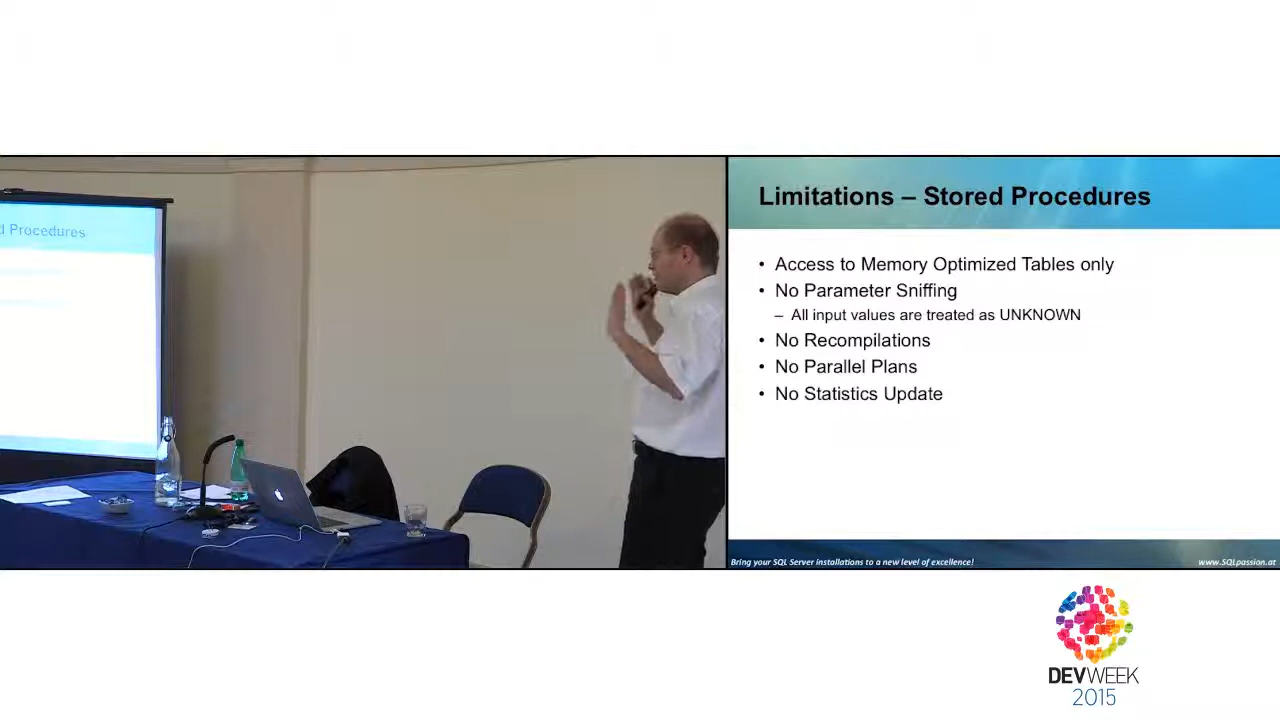 d Procedures
Limitations – Stored Procedures
• Access to Memory Optimized Tables only
• No Parameter Sniffing
– All input values are treated as UNKNOWN
• No Recompilations
• No Parallel Plans
• No Statistics Update
Bring your SQL Server installations to a new level of excellence!
www.SQLpassion.at
DEVWEEK
2015